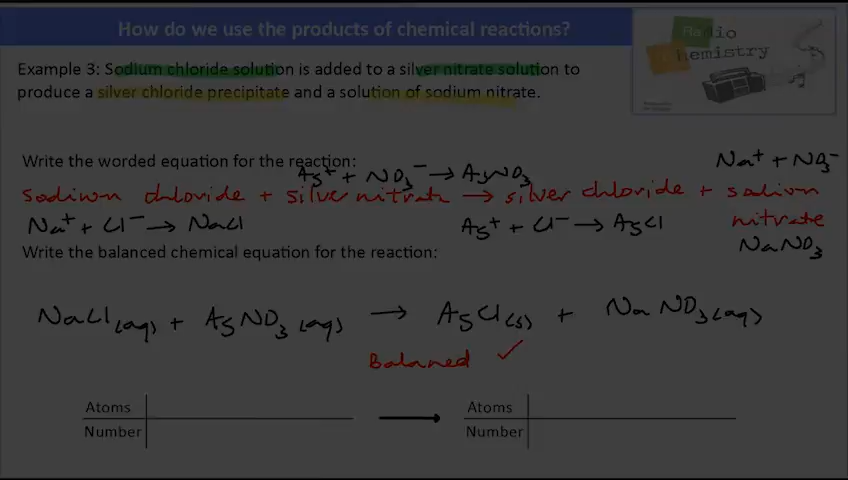 How do we use the products of chemical reactions?
Radio
Chemistry
Example 3: Sodium chloride solution is added to a silver nitrate solution to
produce a silver chloride precipitate and a solution of sodium nitrate.
Write the worded equation for the reaction:
Ag⁺ + NO₃⁻ → AgNO₃
Na⁺ + NO₃⁻
sodium chloride + silver nitrate → silver chloride + sodium
nitrate
Na⁺ + Cl⁻ → NaCl
Ag⁺ + Cl⁻ → AgCl
NaNO₃
Write the balanced chemical equation for the reaction:
NaCl(aq) + AgNO₃(aq) → AgCl(s) + NaNO₃(aq)
Balaned ✓
Atoms
Number
Atoms
Number